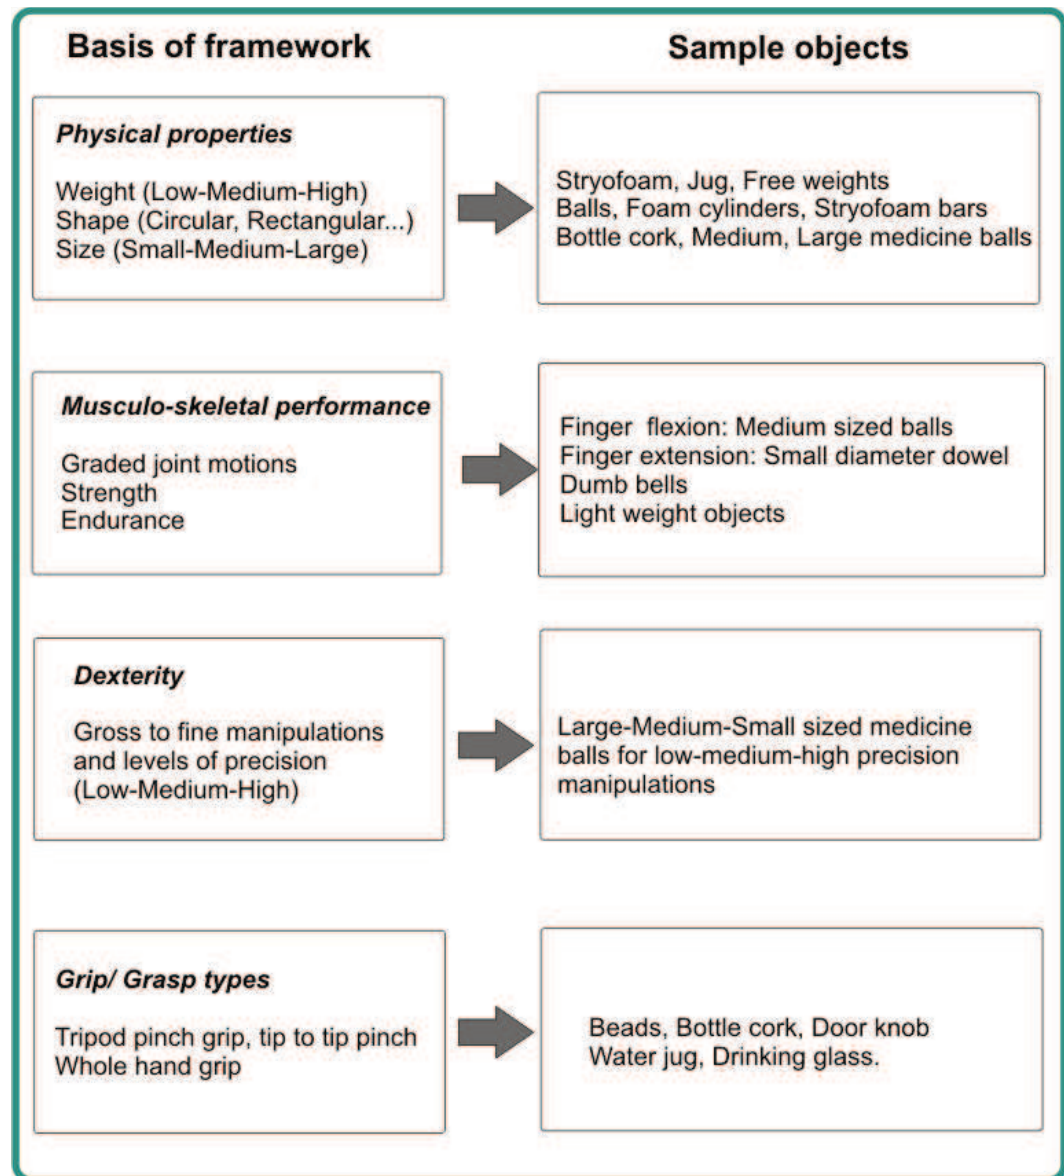 Basis of framework
Sample objects
Physical properties
Weight (Low-Medium-High)
Shape (Circular, Rectangular...)
Size (Small-Medium-Large)
Stryofoam, Jug, Free weights
Balls, Foam cylinders, Stryofoam bars
Bottle cork, Medium, Large medicine balls
Musculo-skeletal performance
Graded joint motions
Strength
Endurance
Finger flexion: Medium sized balls
Finger extension: Small diameter dowel
Dumb bells
Light weight objects
Dexterity
Gross to fine manipulations
and levels of precision
(Low-Medium-High)
Large-Medium-Small sized medicine
balls for low-medium-high precision
manipulations
Grip/ Grasp types
Tripod pinch grip, tip to tip pinch
Whole hand grip
Beads, Bottle cork, Door knob
Water jug, Drinking glass.